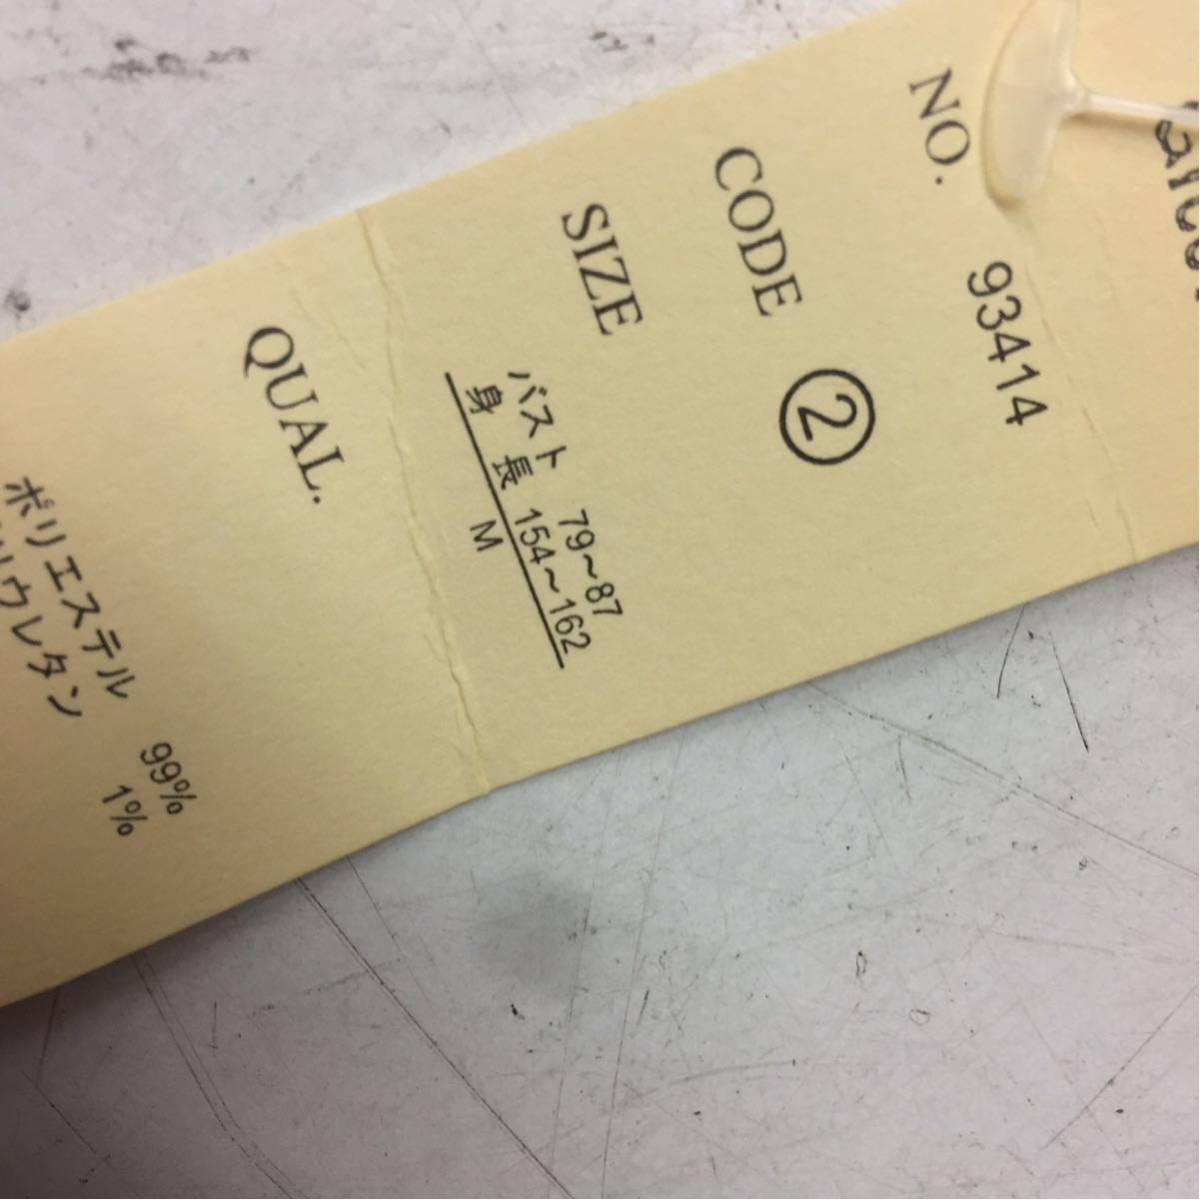 NO. 93414
CODE ②
SIZE
バスト 79〜87
身長 154〜162
M
QUAL.
ポリエステル 99%
ポリウレタン 1%